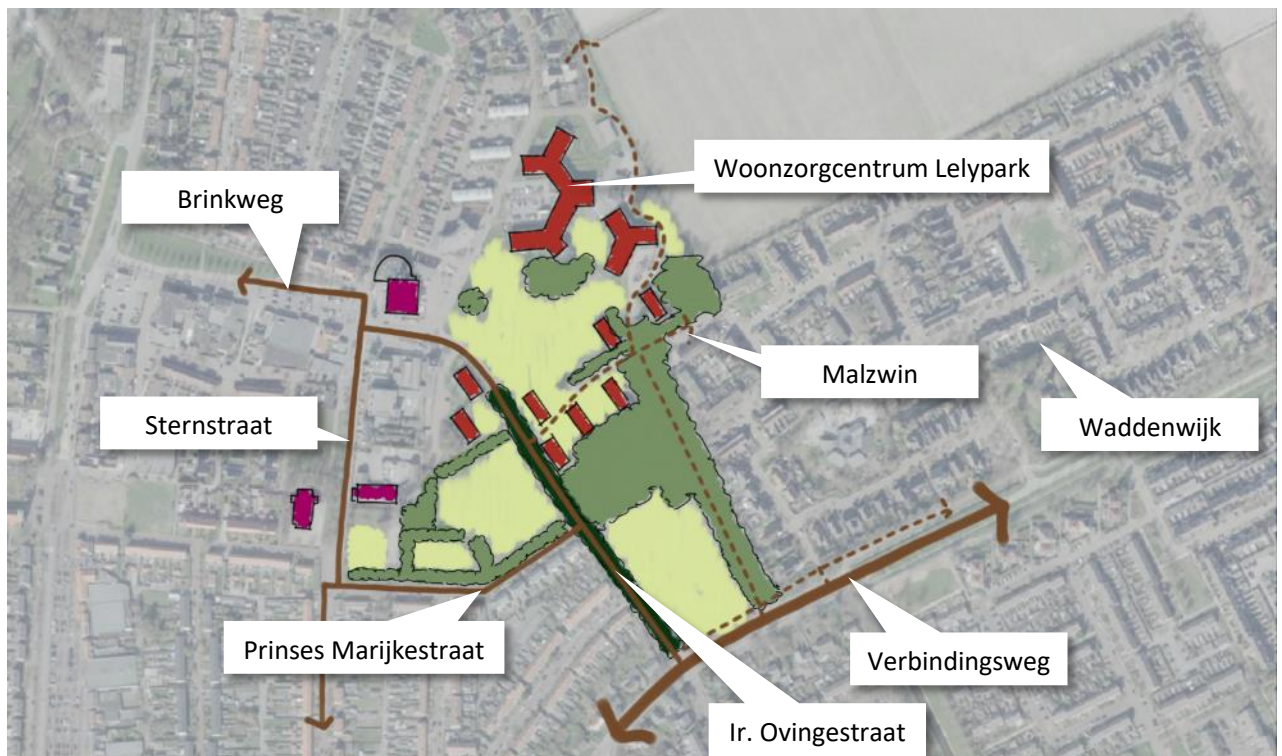 Woonzorgcentrum Lelypark
Brinkweg
Malzwin
Sternstraat
Waddenwijk
Prinses Marijkestraat
Verbindingsweg
Ir. Ovingestraat